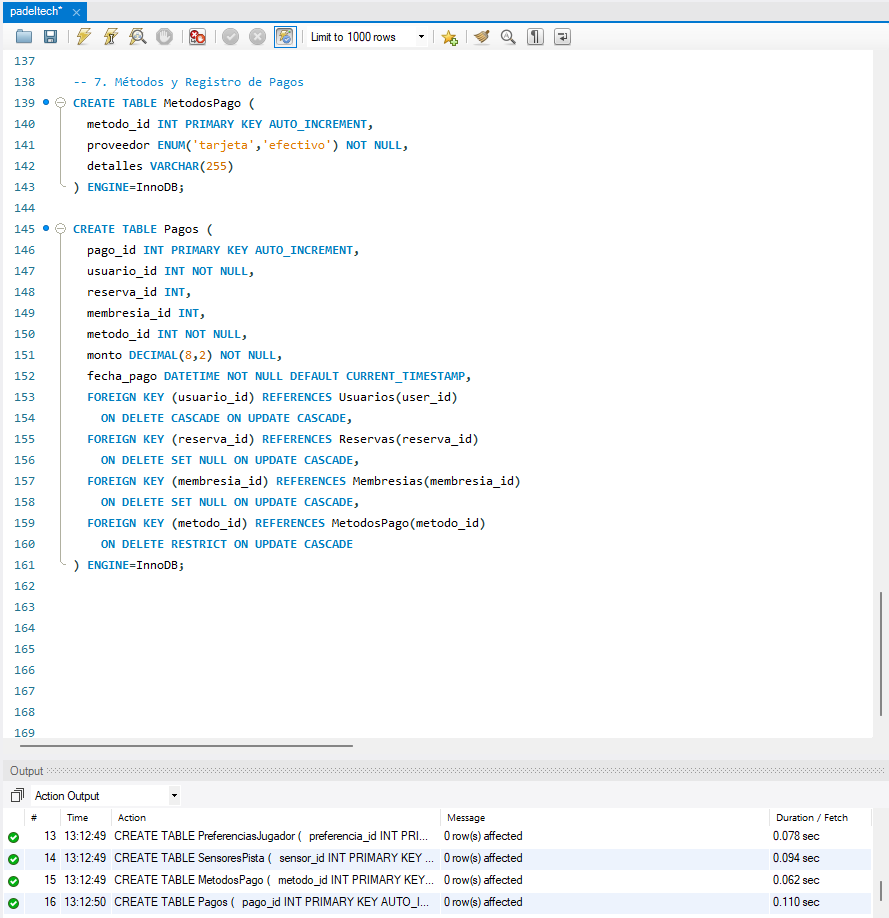 padeltech*
Limit to 1000 rows
137
138 -- 7. Métodos y Registro de Pagos
139 CREATE TABLE MetodosPago (
140 metodo_id INT PRIMARY KEY AUTO_INCREMENT,
141 proveedor ENUM('tarjeta','efectivo') NOT NULL,
142 detalles VARCHAR(255)
143 ) ENGINE=InnoDB;
144
145 CREATE TABLE Pagos (
146 pago_id INT PRIMARY KEY AUTO_INCREMENT,
147 usuario_id INT NOT NULL,
148 reserva_id INT,
149 membresia_id INT,
150 metodo_id INT NOT NULL,
151 monto DECIMAL(8,2) NOT NULL,
152 fecha_pago DATETIME NOT NULL DEFAULT CURRENT_TIMESTAMP,
153 FOREIGN KEY (usuario_id) REFERENCES Usuarios(user_id)
154 ON DELETE CASCADE ON UPDATE CASCADE,
155 FOREIGN KEY (reserva_id) REFERENCES Reservas(reserva_id)
156 ON DELETE SET NULL ON UPDATE CASCADE,
157 FOREIGN KEY (membresia_id) REFERENCES Membresias(membresia_id)
158 ON DELETE SET NULL ON UPDATE CASCADE,
159 FOREIGN KEY (metodo_id) REFERENCES MetodosPago(metodo_id)
160 ON DELETE RESTRICT ON UPDATE CASCADE
161 ) ENGINE=InnoDB;
162
163
164
165
166
167
168
169
Output
Action Output
# Time Action Message Duration / Fetch
13 13:12:49 CREATE TABLE PreferenciasJugador ( preferencia_id INT PRI... 0 row(s) affected 0.078 sec
14 13:12:49 CREATE TABLE SensoresPista ( sensor_id INT PRIMARY KEY ... 0 row(s) affected 0.094 sec
15 13:12:49 CREATE TABLE MetodosPago ( metodo_id INT PRIMARY KEY... 0 row(s) affected 0.062 sec
16 13:12:50 CREATE TABLE Pagos ( pago_id INT PRIMARY KEY AUTO_I... 0 row(s) affected 0.110 sec